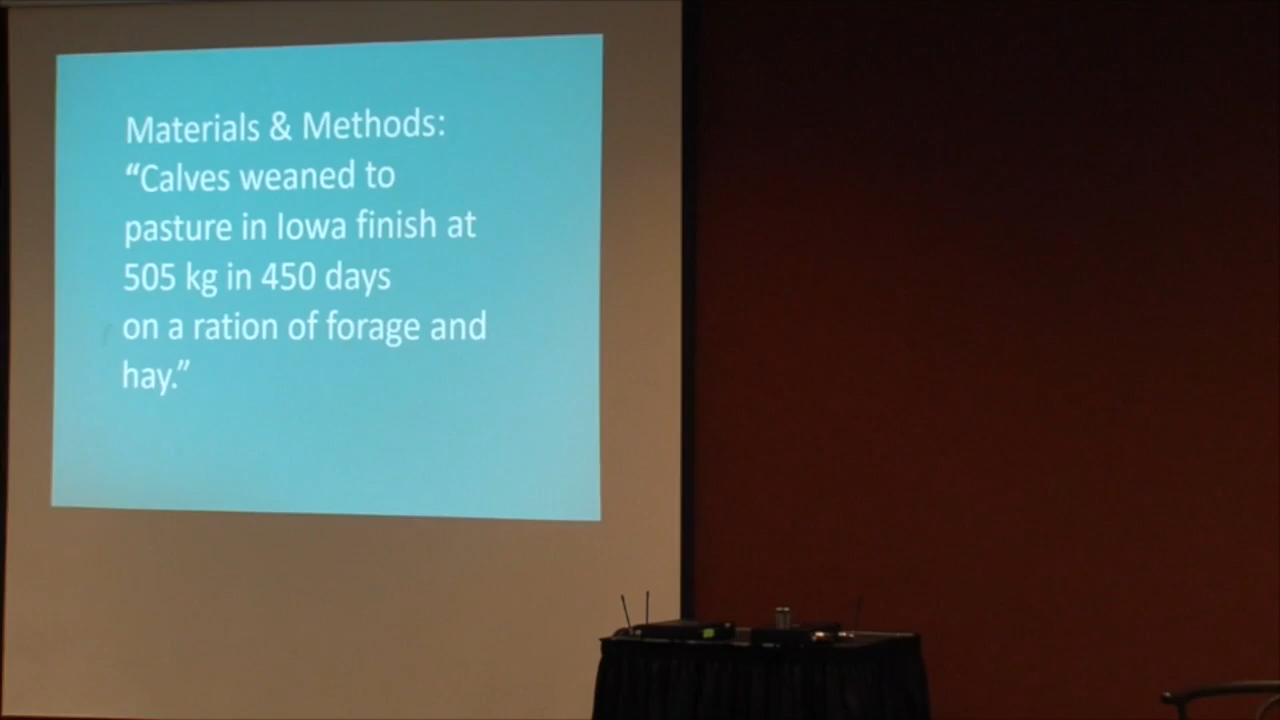 Materials & Methods:
“Calves weaned to
pasture in Iowa finish at
505 kg in 450 days
on a ration of forage and
hay.”